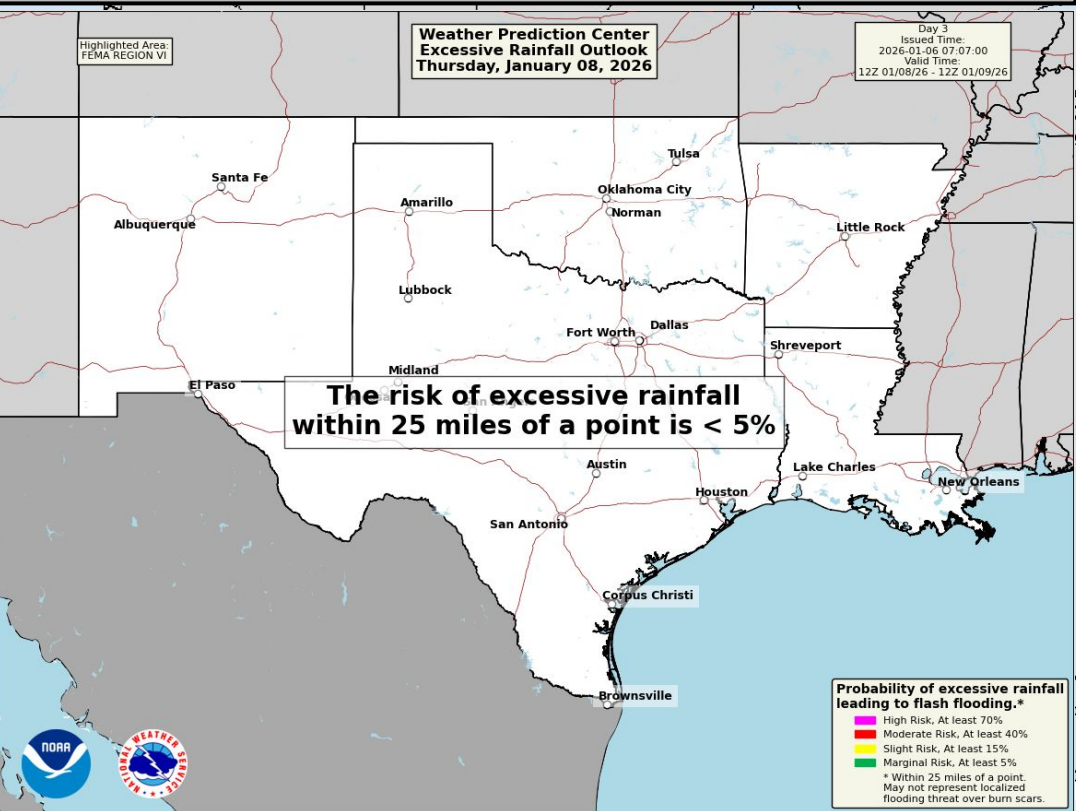 Highlighted Area:
FEMA REGION VI
Weather Prediction Center
Excessive Rainfall Outlook
Thursday, January 08, 2026
Day 3
Issued Time:
2026-01-06 07:07:00
Valid Time:
12Z 01/08/26 - 12Z 01/09/26
Tulsa
Santa Fe
Oklahoma City
Amarillo
Norman
Albuquerque
Little Rock
Lubbock
Dallas
Fort Worth
Shreveport
Midland
El Paso
The risk of excessive rainfall
within 25 miles of a point is < 5%
Austin
Lake Charles
New Orleans
Houston
San Antonio
Corpus Christi
Brownsville
Probability of excessive rainfall
leading to flash flooding.*
High Risk, At least 70%
Moderate Risk, At least 40%
Slight Risk, At least 15%
Marginal Risk, At least 5%
* Within 25 miles of a point.
May not represent localized
flooding threat over burn scars.
NOAA
NATIONAL WEATHER SERVICE